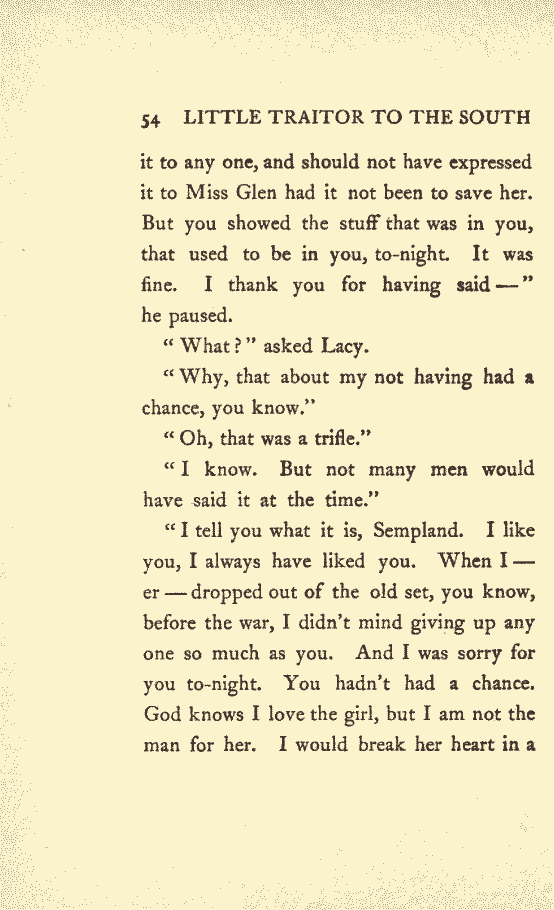 54 LITTLE TRAITOR TO THE SOUTH
it to any one, and should not have expressed
it to Miss Glen had it not been to save her.
But you showed the stuff that was in you,
that used to be in you, to-night. It was
fine. I thank you for having said — "
he paused.
" What ? " asked Lacy.
" Why, that about my not having had a
chance, you know."
" Oh, that was a trifle."
" I know. But not many men would
have said it at the time."
" I tell you what it is, Sempland. I like
you, I always have liked you. When I —
er — dropped out of the old set, you know,
before the war, I didn't mind giving up any
one so much as you. And I was sorry for
you to-night. You hadn't had a chance.
God knows I love the girl, but I am not the
man for her. I would break her heart in a